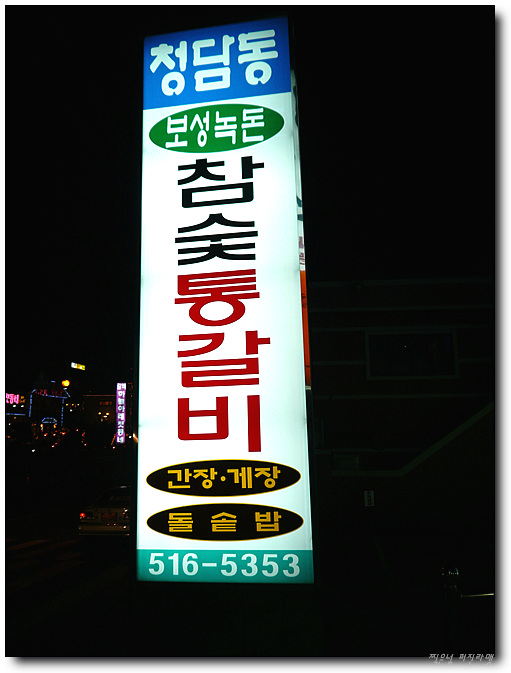 청담동
보성녹돈
참숯통갈비
간장·게장
돌솥밥
516-5353